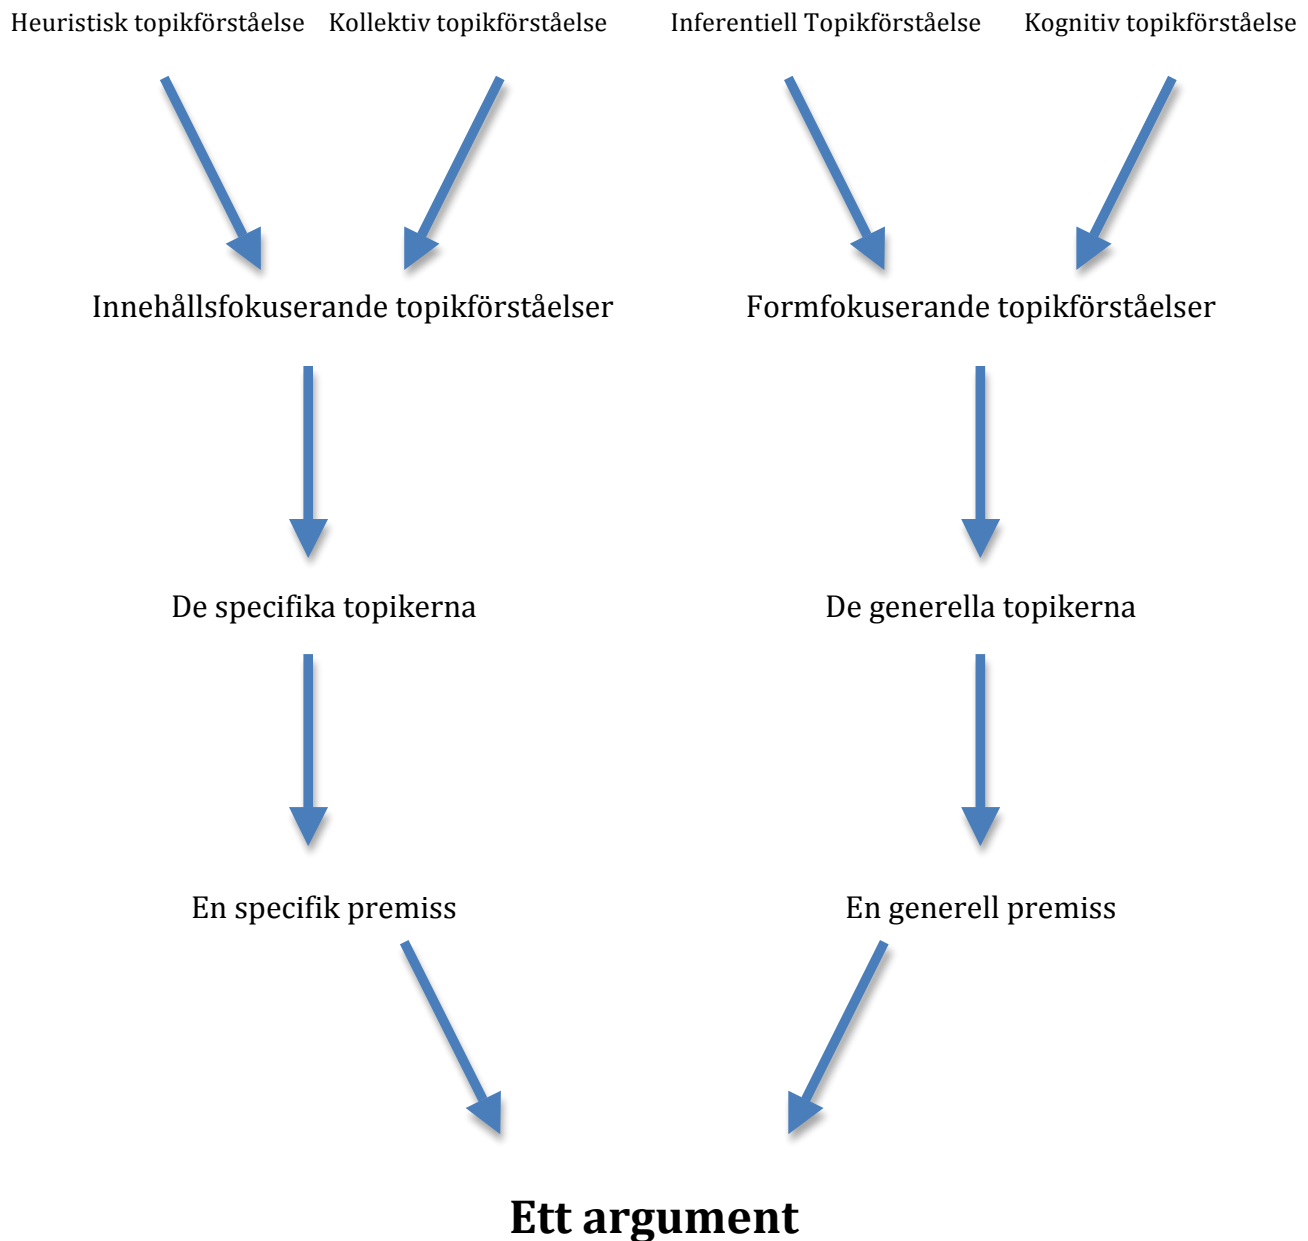 Heuristisk topikförståelse Kollektiv topikförståelse Inferentiell Topikförståelse Kognitiv topikförståelse
Innehållsfokuserande topikförståelser Formfokuserande topikförståelser
De specifika topikerna De generella topikerna
En specifik premiss En generell premiss
Ett argument